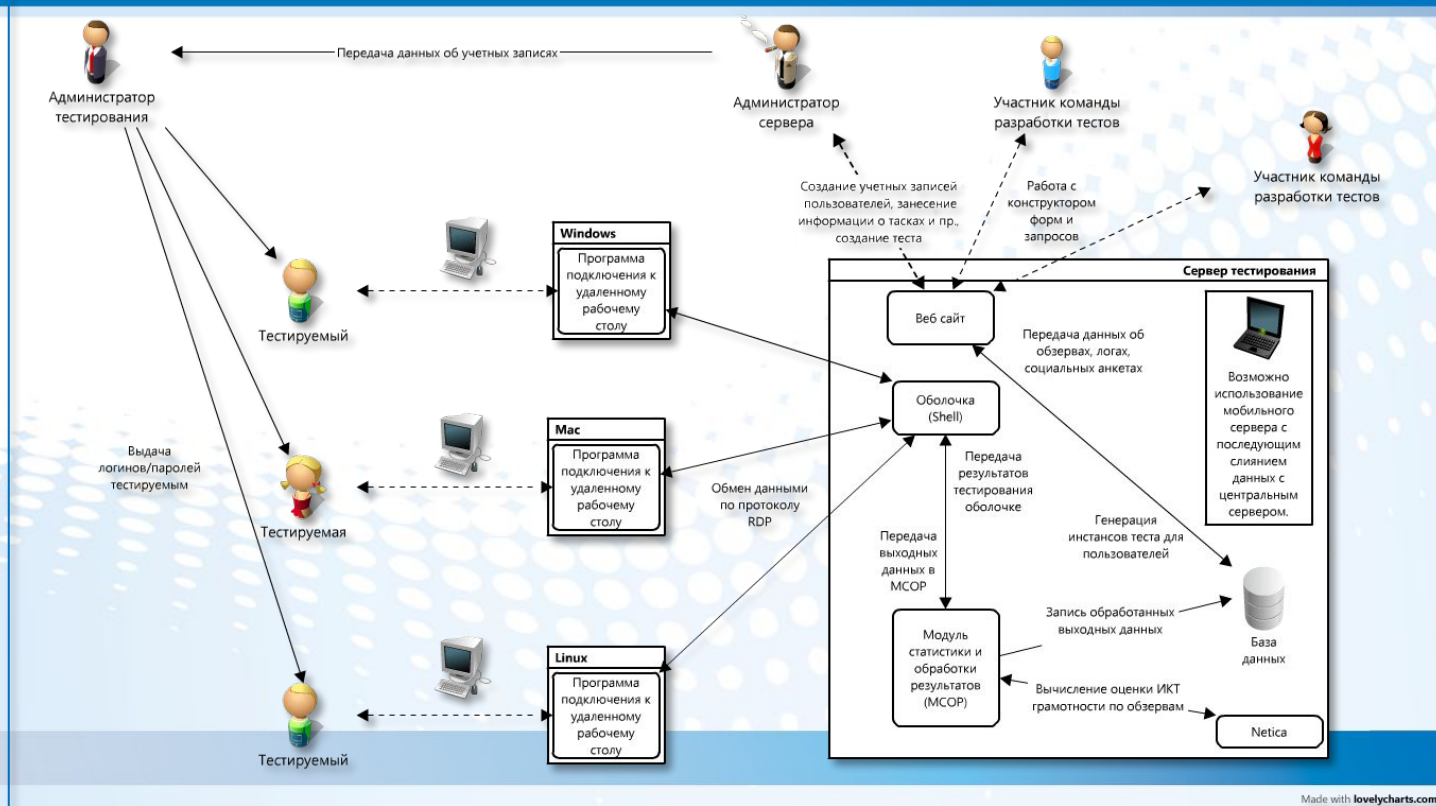 Передача данных об учетных записях
Администратор
тестирования
Администратор
сервера
Участник команды
разработки тестов
Участник команды
разработки тестов
Создание учетных записей
пользователей, занесение
информации о тасках и пр.,
создание теста
Работа с
конструктором
форм и
запросов
Тестируемый
Windows
Программа
подключения к
удаленному
рабочему
столу
Сервер тестирования
Веб сайт
Передача данных об
обзервах, логах,
социальных анкетах
Возможно
использование
мобильного
сервера с
последующим
слиянием
данных с
центральным
сервером.
Оболочка
(Shell)
Выдача
логинов/паролей
тестируемым
Тестируемая
Mac
Программа
подключения к
удаленному
рабочему
столу
Обмен данными
по протоколу
RDP
Передача
результатов
тестирования
оболочке
Передача
выходных
данных в
МСОР
Генерация
инстансов теста для
пользователей
Запись обработанных
выходных данных
База
данных
Модуль
статистики и
обработки
результатов
(МСОР)
Вычисление оценки ИКТ
грамотности по обзервам
Netica
Тестируемый
Linux
Программа
подключения к
удаленному
рабочему
столу
Made with lovelycharts.com